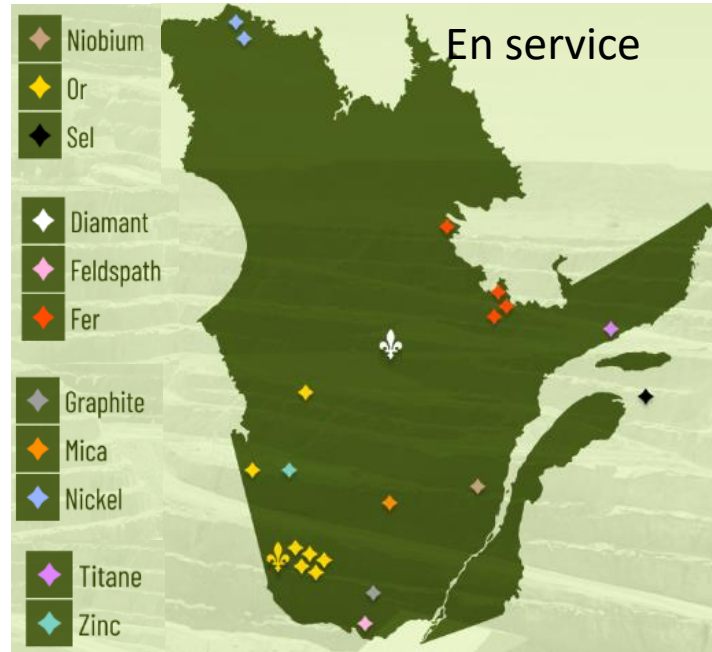 En service
Niobium
Or
Sel
Diamant
Feldspath
Fer
Graphite
Mica
Nickel
Titane
Zinc